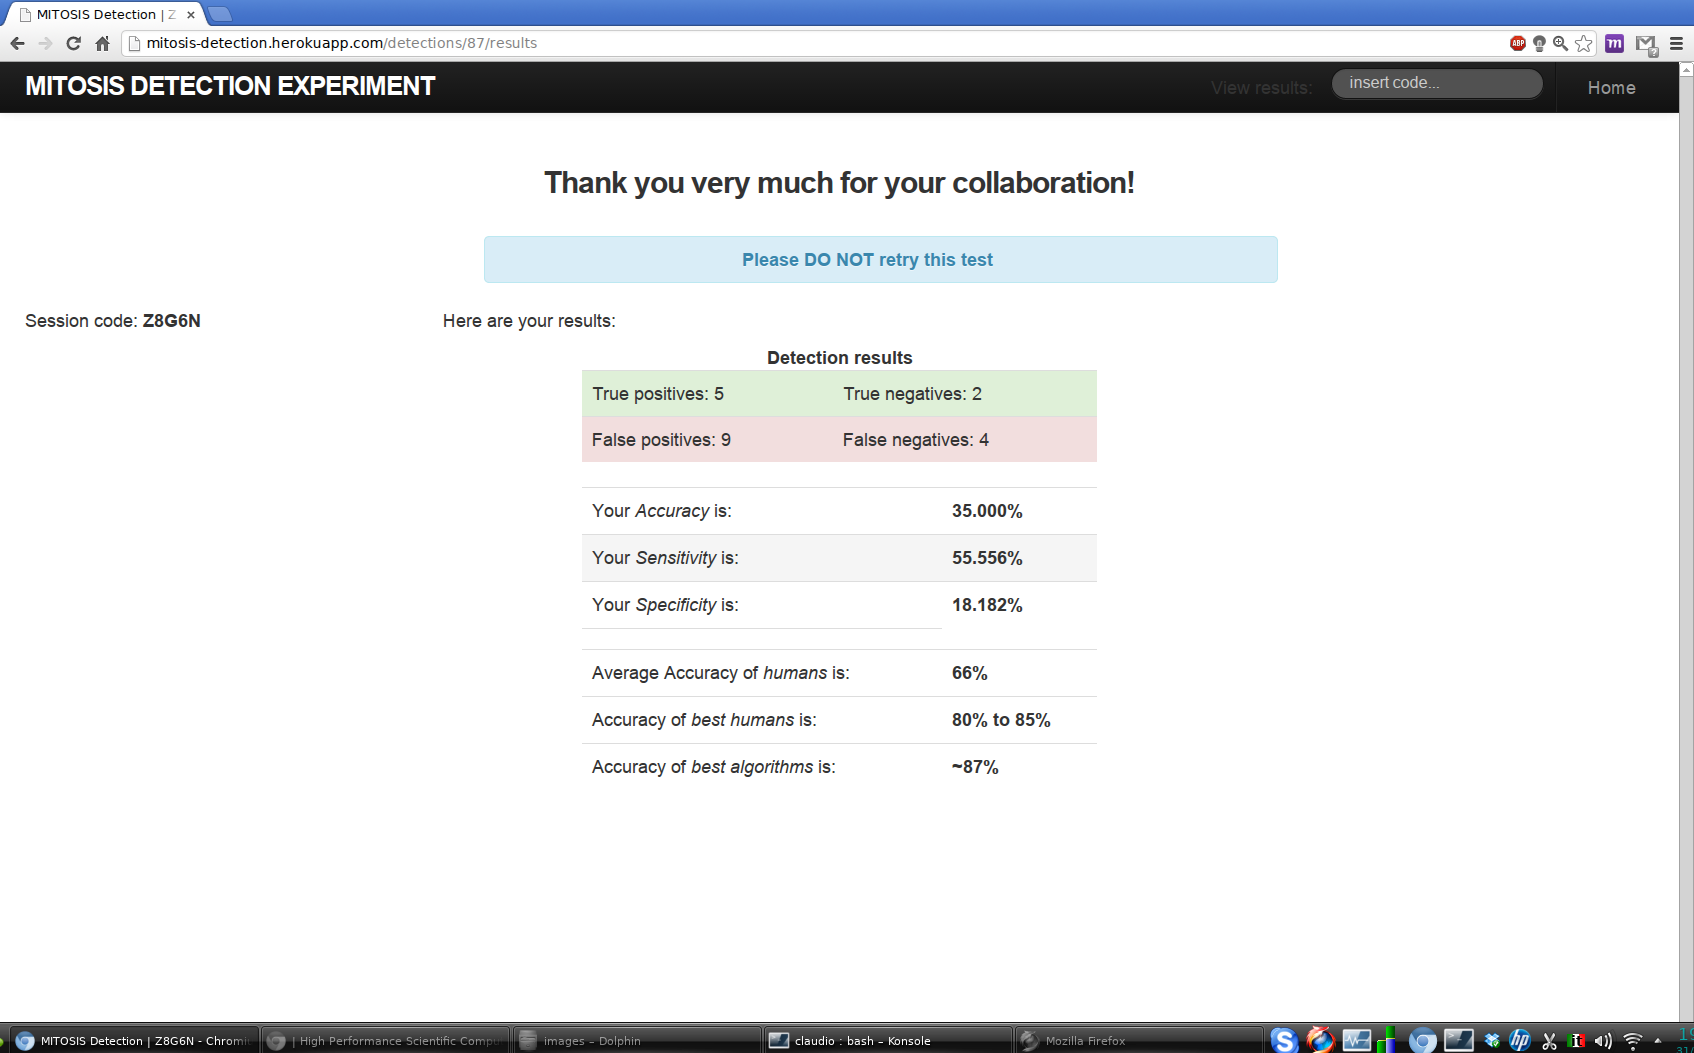 MITOSIS Detection | Z
mitosis-detection.herokuapp.com/detections/87/results
ABP
m
MITOSIS DETECTION EXPERIMENT
View results:
insert code...
Home
Thank you very much for your collaboration!
Please DO NOT retry this test
Session code: Z8G6N
Here are your results:
Detection results
True positives: 5 True negatives: 2
False positives: 9 False negatives: 4
Your Accuracy is: 35.000%
Your Sensitivity is: 55.556%
Your Specificity is: 18.182%
Average Accuracy of humans is: 66%
Accuracy of best humans is: 80% to 85%
Accuracy of best algorithms is: ~87%
MITOSIS Detection | Z8G6N - Chromi
| High Performance Scientific Compu
images – Dolphin
claudio : bash – Konsole
Mozilla Firefox